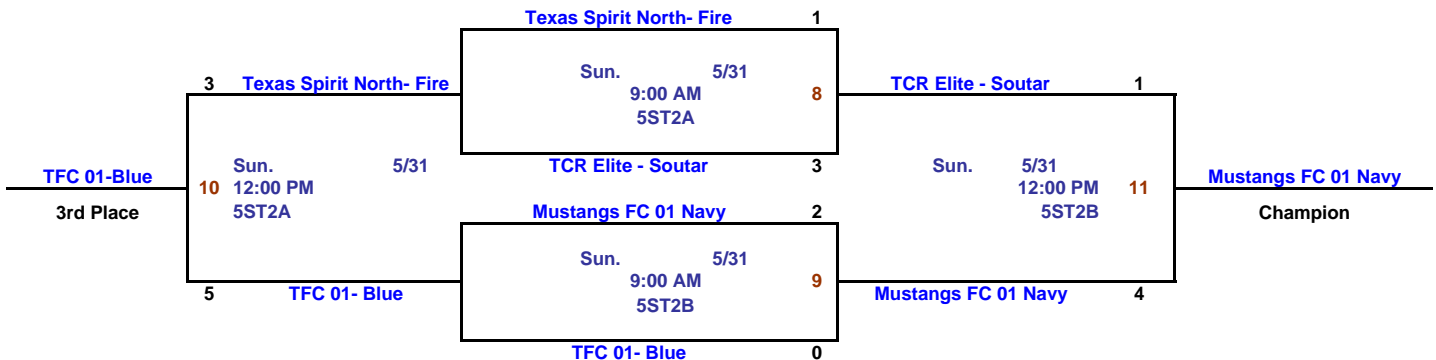 Texas Spirit North- Fire 1
Sun. 5/31
3 Texas Spirit North- Fire 9:00 AM 8 TCR Elite - Soutar 1
5ST2A
TFC 01-Blue Sun. 5/31 TCR Elite - Soutar 3 Sun. 5/31 Mustangs FC 01 Navy
10 12:00 PM 12:00 PM 11
3rd Place 5ST2A Mustangs FC 01 Navy 2 5ST2B Champion
Sun. 5/31
9:00 AM 9
5 TFC 01- Blue 5ST2B Mustangs FC 01 Navy 4
TFC 01- Blue 0